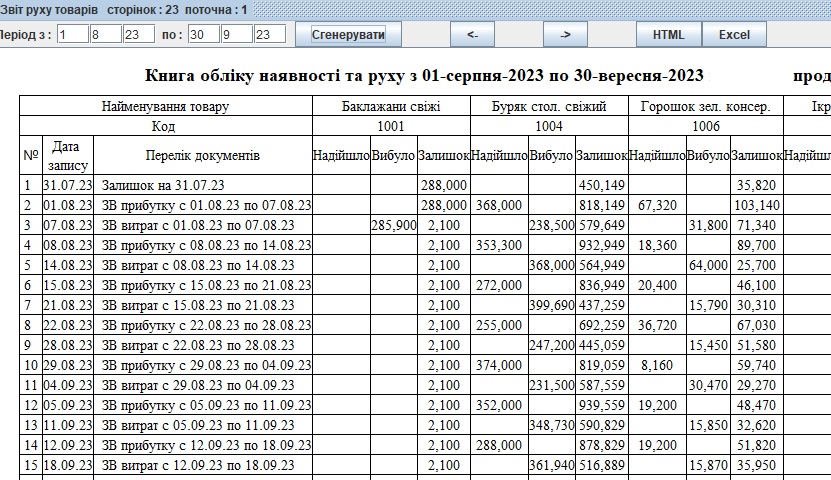 Звіт руху товарів сторінок : 23 поточна : 1
Період з : 1 8 23 по : 30 9 23 Сгенерувати <- -> HTML Excel
Книга обліку наявності та руху з 01-серпня-2023 по 30-вересня-2023
Найменування товару Баклажани свіжі Буряк стол. свіжий Горошок зел. консер.
Код 1001 1004 1006
№ Дата запису Перелік документів Надійшло Вибуло Залишок Надійшло Вибуло Залишок Надійшло Вибуло Залишок
1 31.07.23 Залишок на 31.07.23 288,000 450,149 35,820
2 01.08.23 ЗВ прибутку с 01.08.23 по 07.08.23 288,000 368,000 818,149 67,320 103,140
3 07.08.23 ЗВ витрат с 01.08.23 по 07.08.23 285,900 2,100 238,500 579,649 31,800 71,340
4 08.08.23 ЗВ прибутку с 08.08.23 по 14.08.23 2,100 353,300 932,949 18,360 89,700
5 14.08.23 ЗВ витрат с 08.08.23 по 14.08.23 2,100 368,000 564,949 64,000 25,700
6 15.08.23 ЗВ прибутку с 15.08.23 по 21.08.23 2,100 272,000 836,949 20,400 46,100
7 21.08.23 ЗВ витрат с 15.08.23 по 21.08.23 2,100 399,690 437,259 15,790 30,310
8 22.08.23 ЗВ прибутку с 22.08.23 по 28.08.23 2,100 255,000 692,259 36,720 67,030
9 28.08.23 ЗВ витрат с 22.08.23 по 28.08.23 2,100 247,200 445,059 15,450 51,580
10 29.08.23 ЗВ прибутку с 29.08.23 по 04.09.23 2,100 374,000 819,059 8,160 59,740
11 04.09.23 ЗВ витрат с 29.08.23 по 04.09.23 2,100 231,500 587,559 30,470 29,270
12 05.09.23 ЗВ прибутку с 05.09.23 по 11.09.23 2,100 352,000 939,559 19,200 48,470
13 11.09.23 ЗВ витрат с 05.09.23 по 11.09.23 2,100 348,730 590,829 15,850 32,620
14 12.09.23 ЗВ прибутку с 12.09.23 по 18.09.23 2,100 288,000 878,829 19,200 51,820
15 18.09.23 ЗВ витрат с 12.09.23 по 18.09.23 2,100 361,940 516,889 15,870 35,950